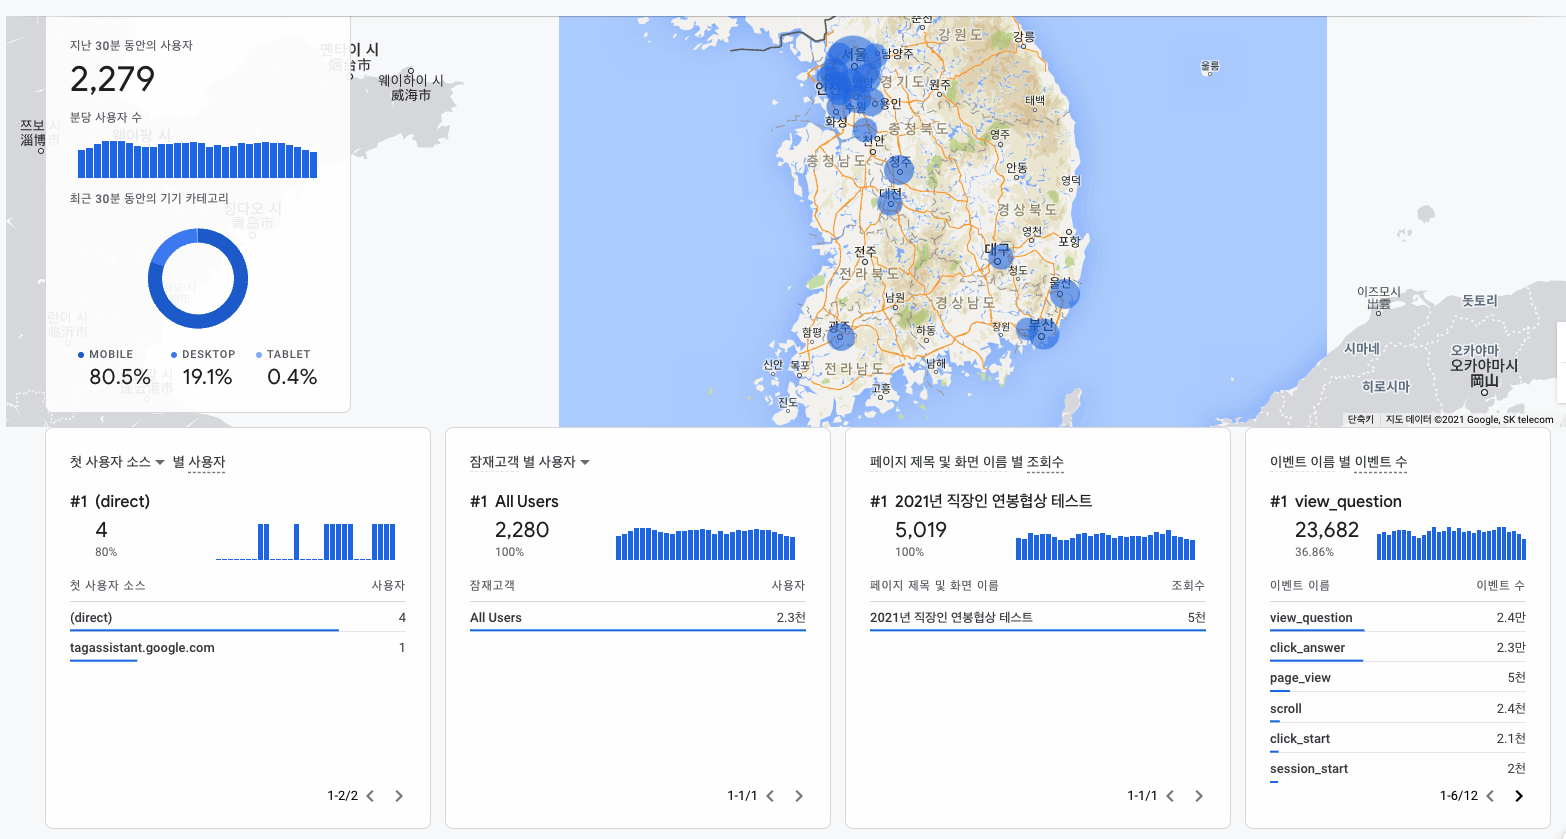 지난 30분 동안의 사용자
2,279
분당 사용자 수
최근 30분 동안의 기기 카테고리
MOBILE
80.5%
DESKTOP
19.1%
TABLET
0.4%
옌타이 시
烟台市
웨이하이 시
威海市
쯔보 시
淄博市
웨이팡 시
칭다오 시
青岛市
린이 시
临沂市
춘천
강원도
강릉
서울
남양주
경기도
원주
태백
울릉
용인
수원
화성
충청북도
영주
천안
충청남도
청주
안동
영덕
대전
경상북도
영천
포항
대구
청도
전주
전라북도
울산
남원
경상남도
창원
부산
광주
함평
하동
신안
목포
전라남도
남해
고흥
진도
이즈모시
出雲
돗토리
시마네
오카야마
오카야마시
岡山
히로시마
단축키
지도 데이터 ©2021 Google, SK telecom
첫 사용자 소스 별 사용자
#1 (direct)
4
80%
첫 사용자 소스 사용자
(direct) 4
tagassistant.google.com 1
1-2/2
잠재고객 별 사용자
#1 All Users
2,280
100%
잠재고객 사용자
All Users 2.3천
1-1/1
페이지 제목 및 화면 이름 별 조회수
#1 2021년 직장인 연봉협상 테스트
5,019
100%
페이지 제목 및 화면 이름 조회수
2021년 직장인 연봉협상 테스트 5천
1-1/1
이벤트 이름 별 이벤트 수
#1 view_question
23,682
36.86%
이벤트 이름 이벤트 수
view_question 2.4만
click_answer 2.3만
page_view 5천
scroll 2.4천
click_start 2.1천
session_start 2천
1-6/12